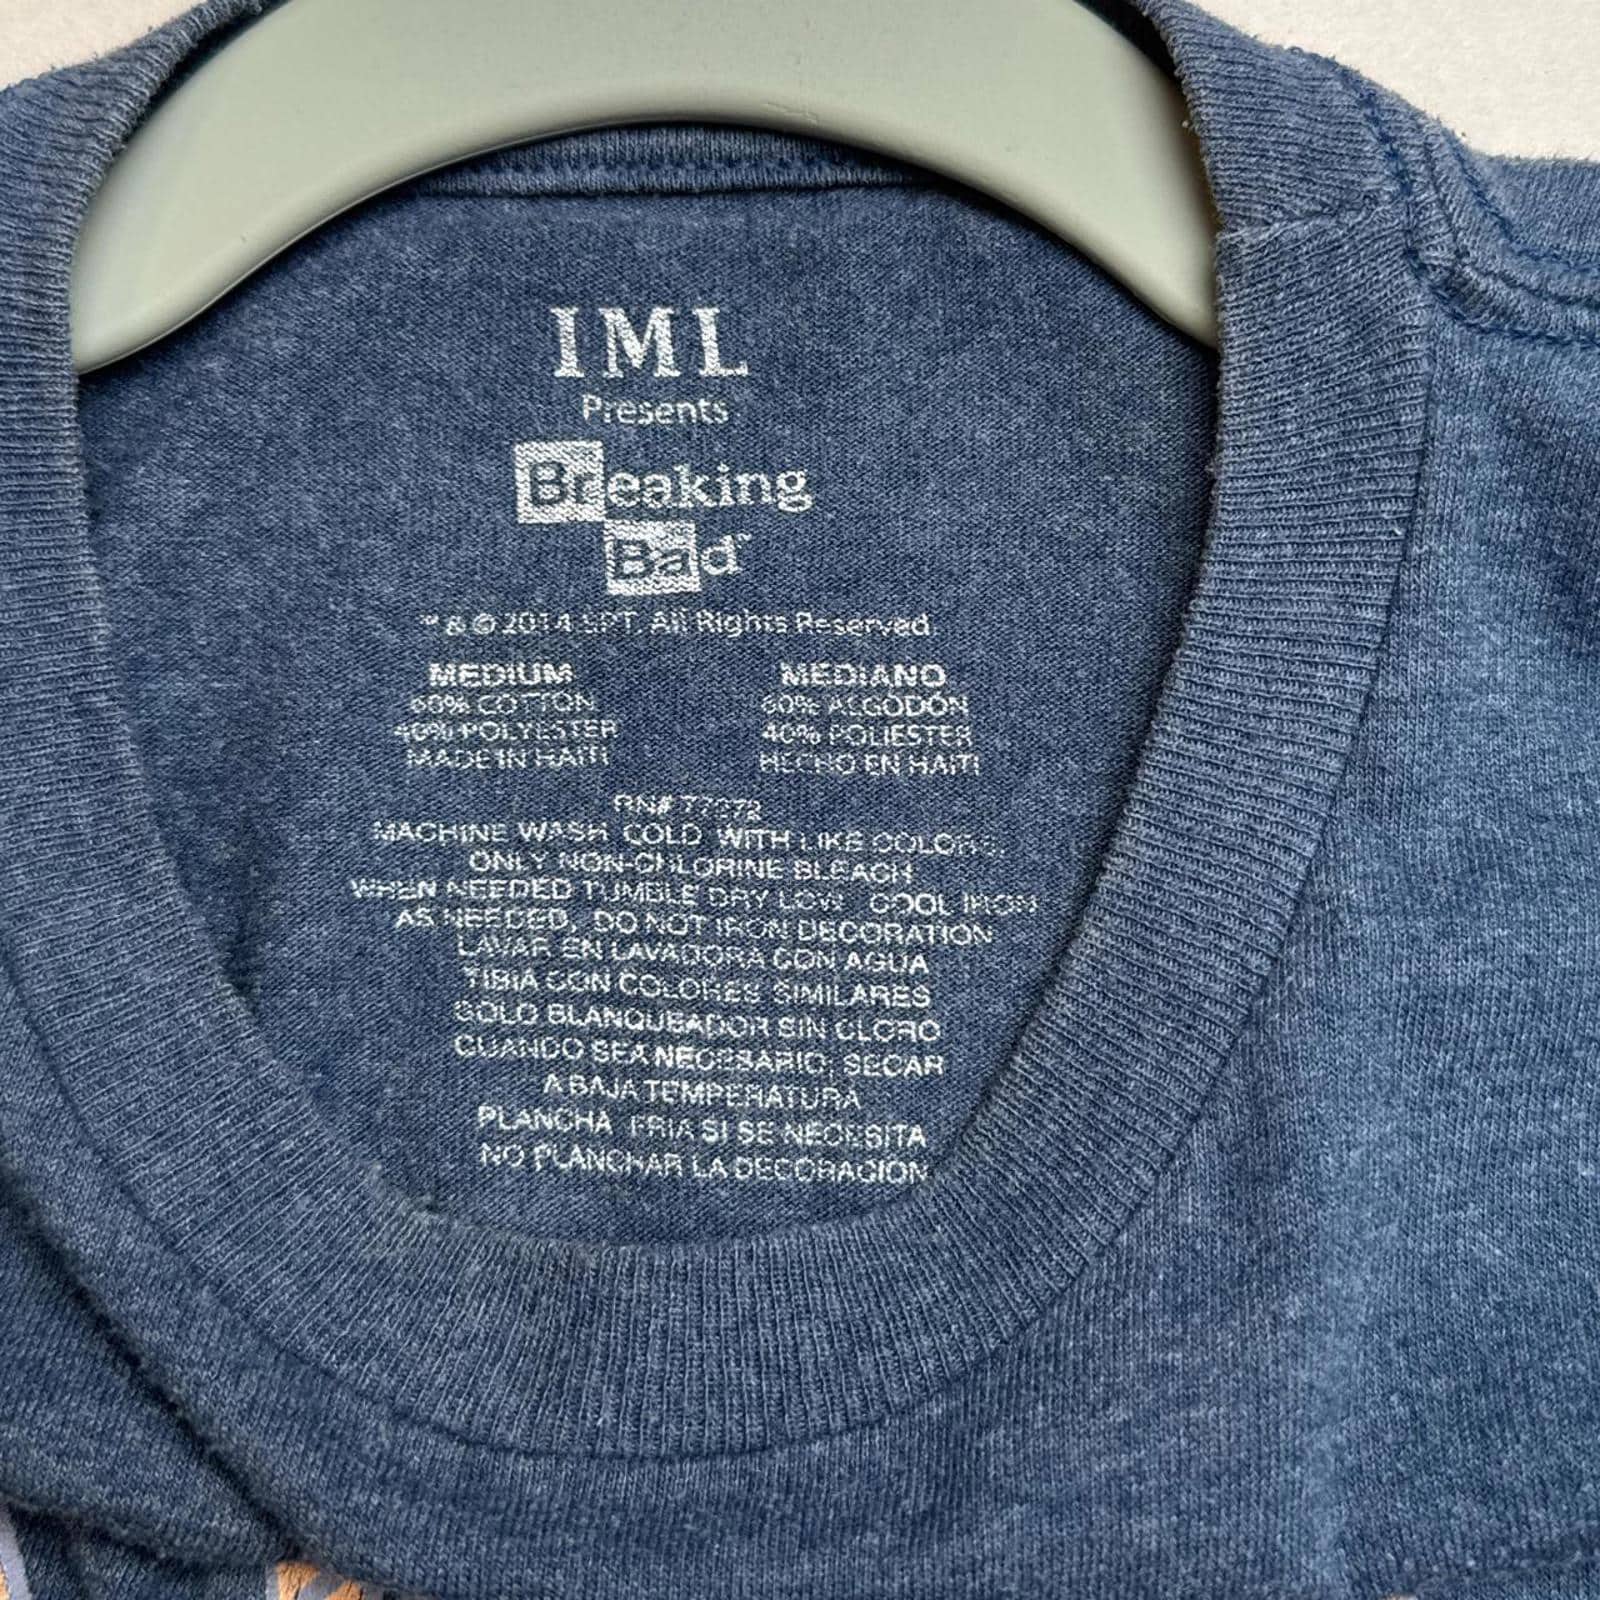 IML
Presents
Breaking
Bad™
™ & © 2014 SPT. All Rights Reserved.
MEDIUM
60% COTTON
40% POLYESTER
MADE IN HAITI
MEDIANO
60% ALGODÓN
40% POLIESTER
HECHO EN HAITI
RN#
MACHINE WASH COLD WITH LIKE COLORS.
ONLY NON-CHLORINE BLEACH
WHEN NEEDED TUMBLE DRY LOW. COOL IRON
AS NEEDED, DO NOT IRON DECORATION
LAVAR EN LAVADORA CON AGUA
TIBIA CON COLORES SIMILARES
SOLO BLANQUEADOR SIN CLORO
CUANDO SEA NECESARIO; SECAR
A BAJA TEMPERATURA
PLANCHA FRIA SI SE NECESITA
NO PLANCHAR LA DECORACION